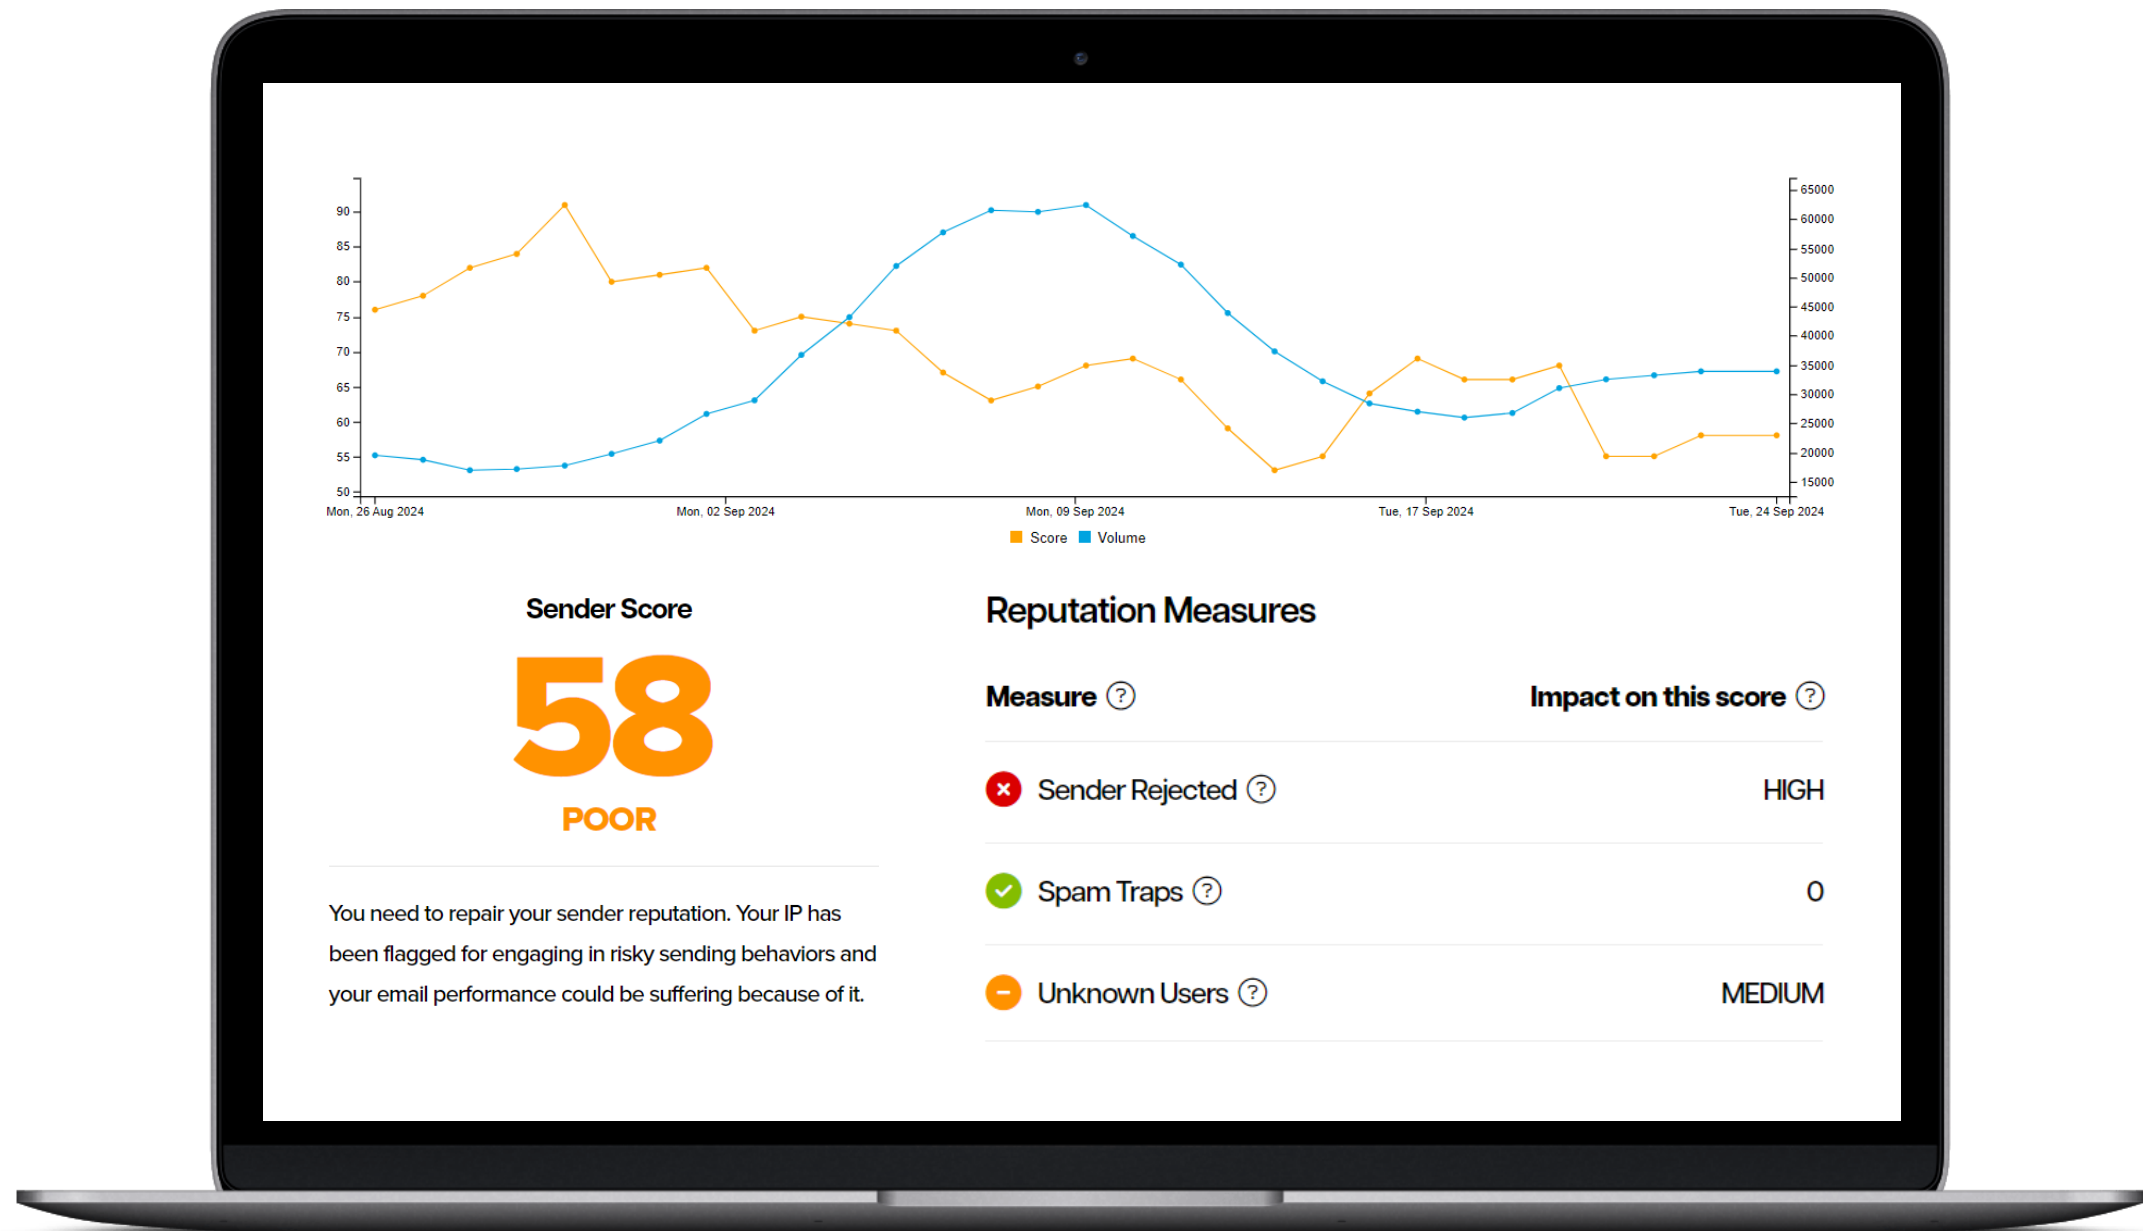 90
85
80
75
70
65
60
55
50
65000
60000
55000
50000
45000
40000
35000
30000
25000
20000
15000
Mon, 26 Aug 2024
Mon, 02 Sep 2024
Mon, 09 Sep 2024
Tue, 17 Sep 2024
Tue, 24 Sep 2024
Score
Volume
Sender Score
58
POOR
You need to repair your sender reputation. Your IP has
been flagged for engaging in risky sending behaviors and
your email performance could be suffering because of it.
Reputation Measures
Measure ?
Impact on this score ?
Sender Rejected ?
HIGH
Spam Traps ?
0
Unknown Users ?
MEDIUM